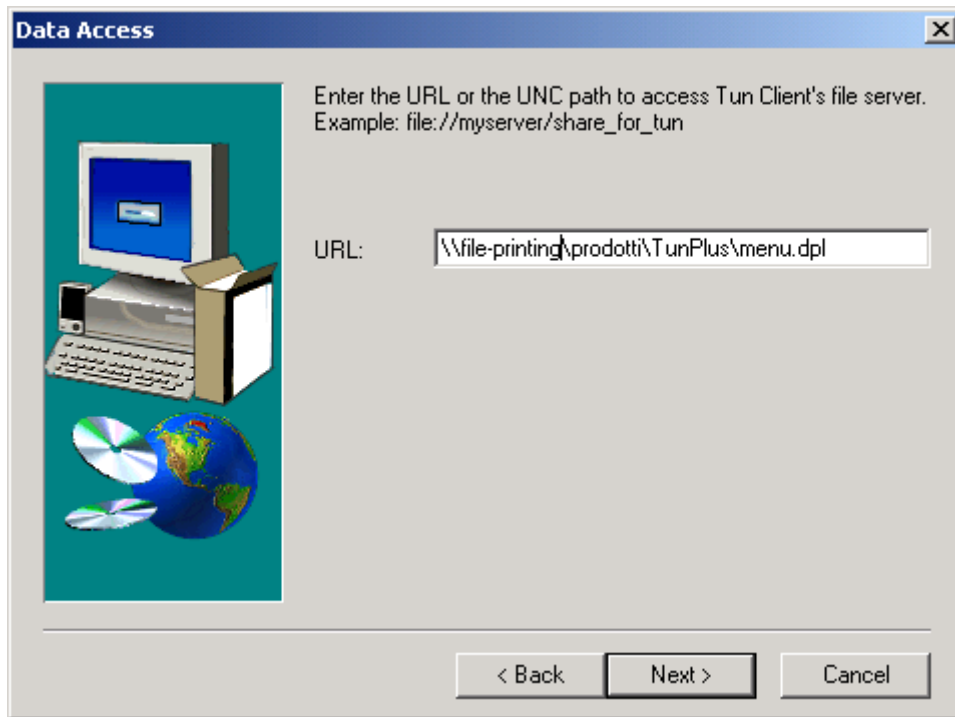 Data Access
Enter the URL or the UNC path to access Tun Client's file server.
Example: file://myserver/share_for_tun
URL:
\\file-printing\prodotti\TunPlus\menu.dpl
< Back
Next >
Cancel